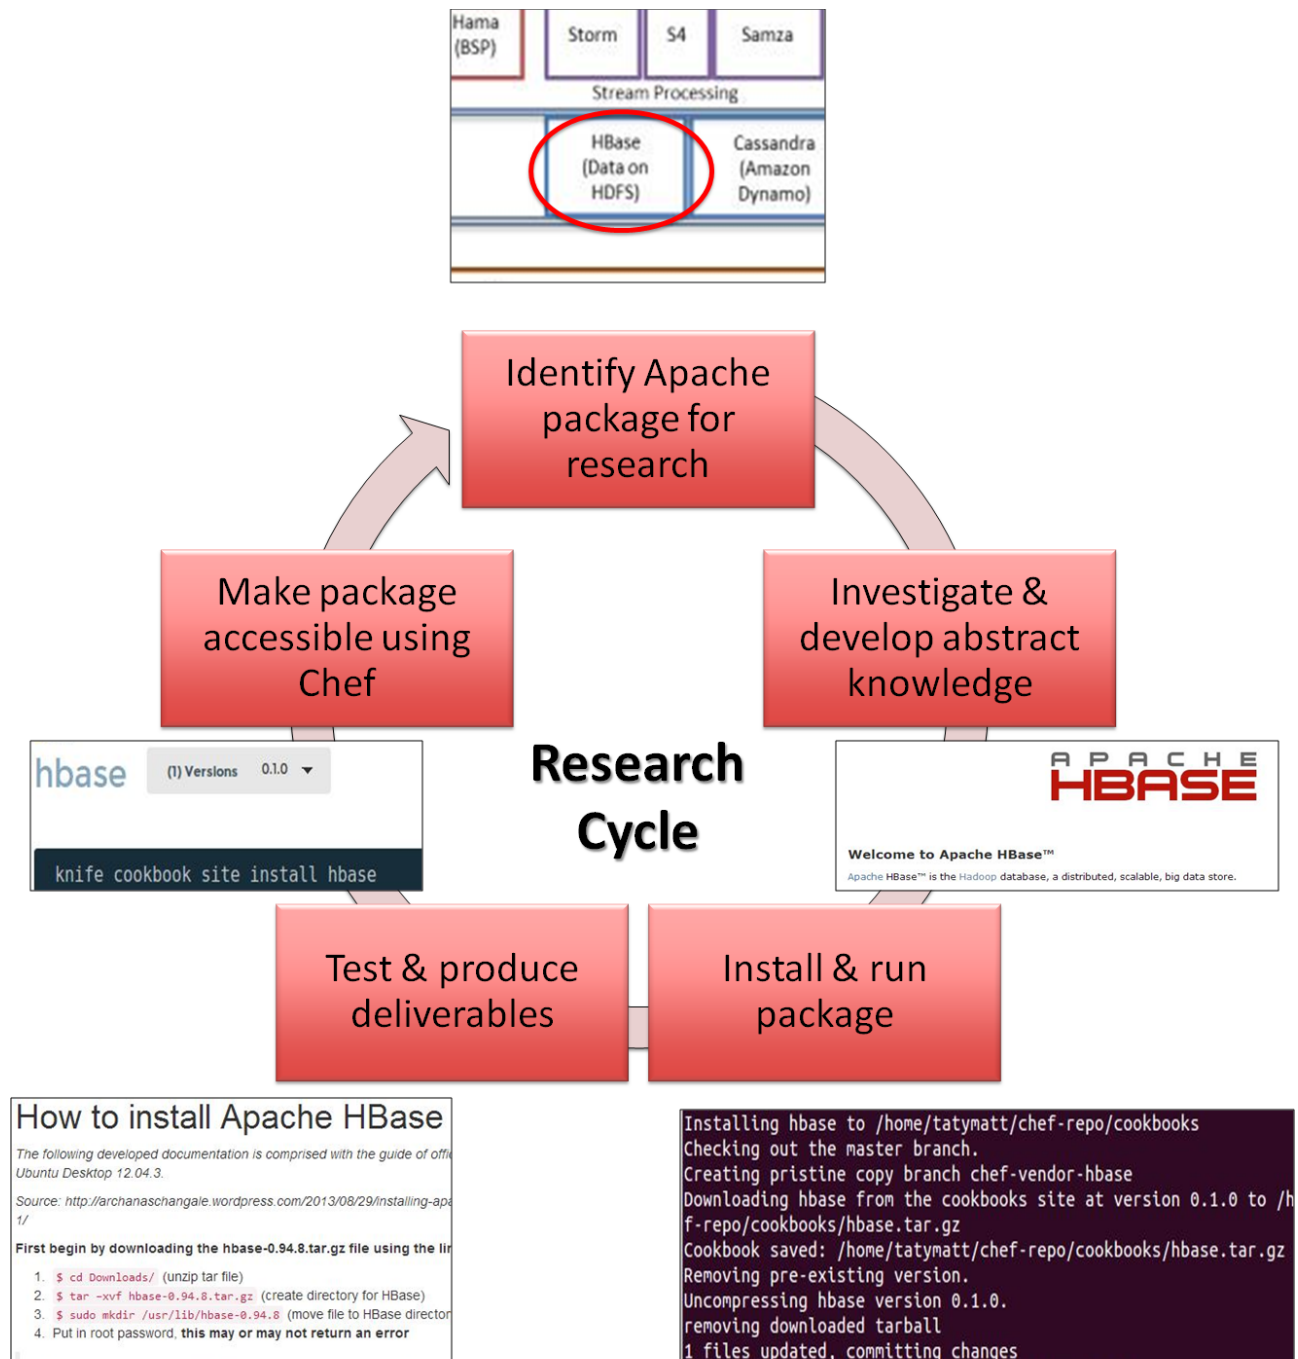 Hama
(BSP)
Storm
S4
Samza
Stream Processing
HBase
(Data on
HDFS)
Cassandra
(Amazon
Dynamo)
Identify Apache
package for
research
Make package
accessible using
Chef
Investigate &
develop abstract
knowledge
hbase
(1) Versions 0.1.0
knife cookbook site install hbase
Research
Cycle
APACHE
HBASE
Welcome to Apache HBase™
Apache HBase™ is the Hadoop database, a distributed, scalable, big data store.
Test & produce
deliverables
Install & run
package
How to install Apache HBase
The following developed documentation is comprised with the guide of
Ubuntu Desktop 12.04.3.
Source: http://archanaschangale.wordpress.com/2013/08/29/installing-apa
1/
First begin by downloading the hbase-0.94.8.tar.gz file using the
1. $ cd Downloads/ (unzip tar file)
2. $ tar -xvf hbase-0.94.8.tar.gz (create directory for HBase)
3. $ sudo mkdir /usr/lib/hbase-0.94.8 (move file to HBase director
4. Put in root password, this may or may not return an error
Installing hbase to /home/tatymatt/chef-repo/cookbooks
Checking out the master branch.
Creating pristine copy branch chef-vendor-hbase
Downloading hbase from the cookbooks site at version 0.1.0 to /h
f-repo/cookbooks/hbase.tar.gz
Cookbook saved: /home/tatymatt/chef-repo/cookbooks/hbase.tar.gz
Removing pre-existing version.
Uncompressing hbase version 0.1.0.
removing downloaded tarball
1 files updated, committing changes